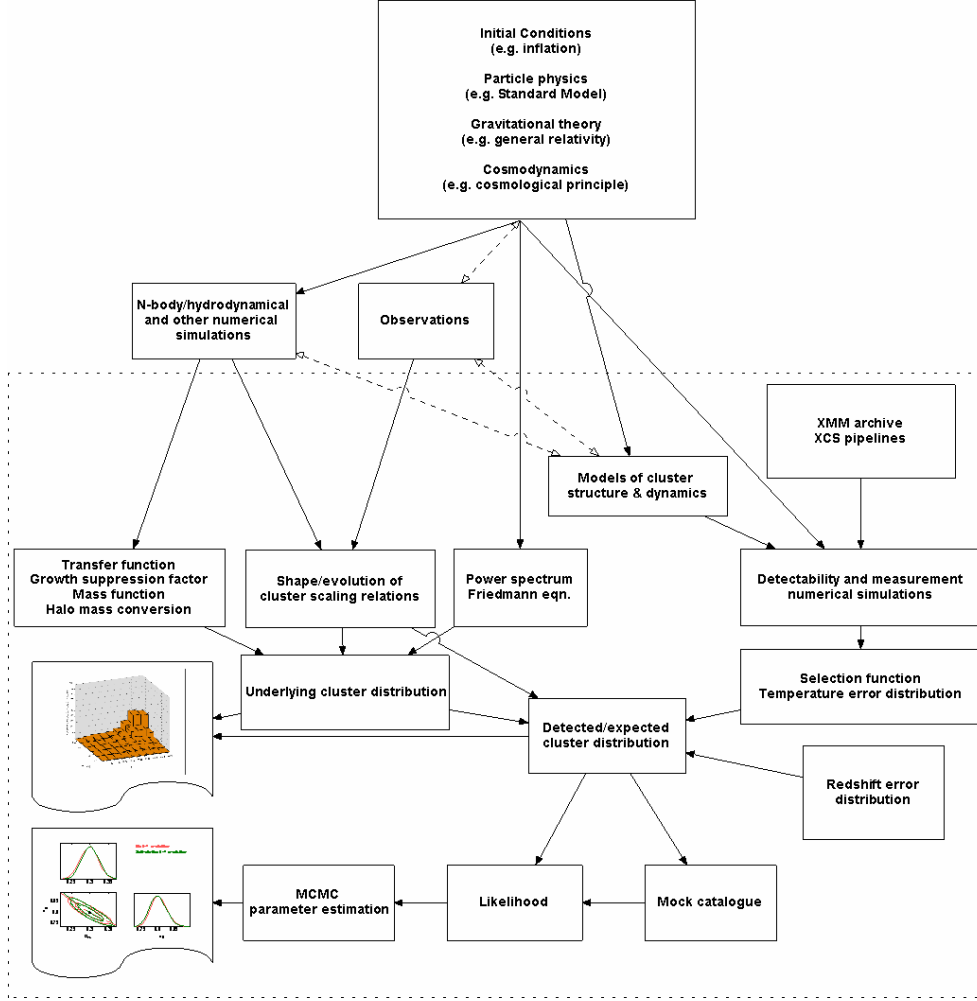 Initial Conditions
(e.g. inflation)
Particle physics
(e.g. Standard Model)
Gravitational theory
(e.g. general relativity)
Cosmodynamics
(e.g. cosmological principle)
N-body/hydrodynamical
and other numerical
simulations
Observations
XMM archive
XCS pipelines
Models of cluster
structure & dynamics
Transfer function
Growth suppression factor
Mass function
Halo mass conversion
Shape/evolution of
cluster scaling relations
Power spectrum
Friedmann eqn.
Detectability and measurement
numerical simulations
Underlying cluster distribution
Selection function
Temperature error distribution
Detected/expected
cluster distribution
Redshift error
distribution
MCMC
parameter estimation
Likelihood
Mock catalogue